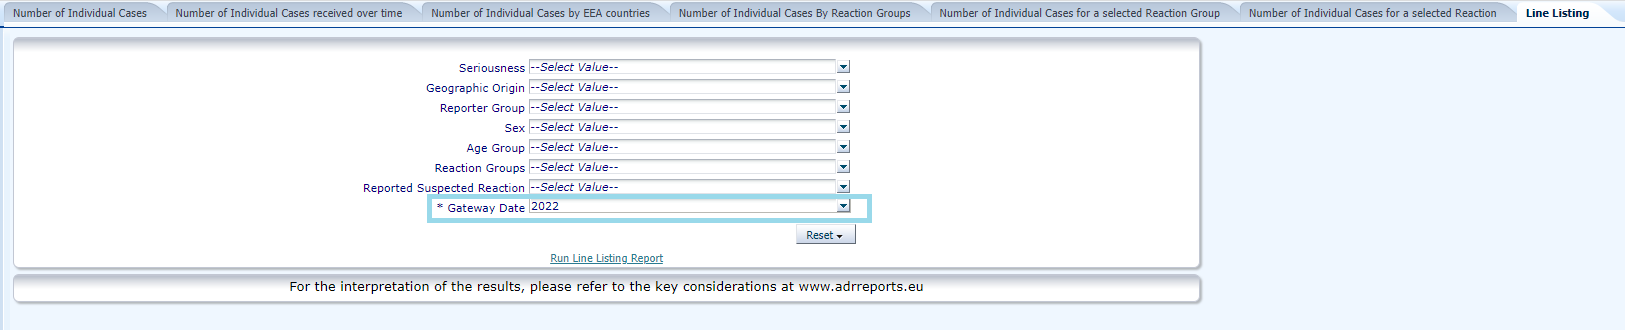 Number of Individual Cases Number of Individual Cases received over time Number of Individual Cases by EEA countries Number of Individual Cases By Reaction Groups Number of Individual Cases for a selected Reaction Group Number of Individual Cases for a selected Reaction Line Listing
Seriousness --Select Value--
Geographic Origin --Select Value--
Reporter Group --Select Value--
Sex --Select Value--
Age Group --Select Value--
Reaction Groups --Select Value--
Reported Suspected Reaction --Select Value--
* Gateway Date 2022
Reset
Run Line Listing Report
For the interpretation of the results, please refer to the key considerations at www.adrreports.eu